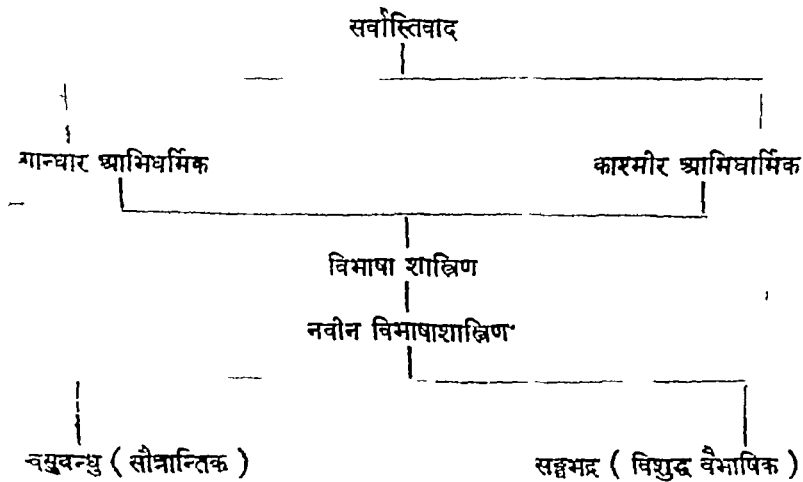 सर्वास्तिवाद
गान्धार आभिधर्मिक काश्मीर आभिधार्मिक
विभाषा शास्त्रिण
नवीन विभाषाशास्त्रिण
वसुबन्धु ( सौत्रान्तिक ) सङ्घभद्र ( विशुद्ध वैभाषिक )